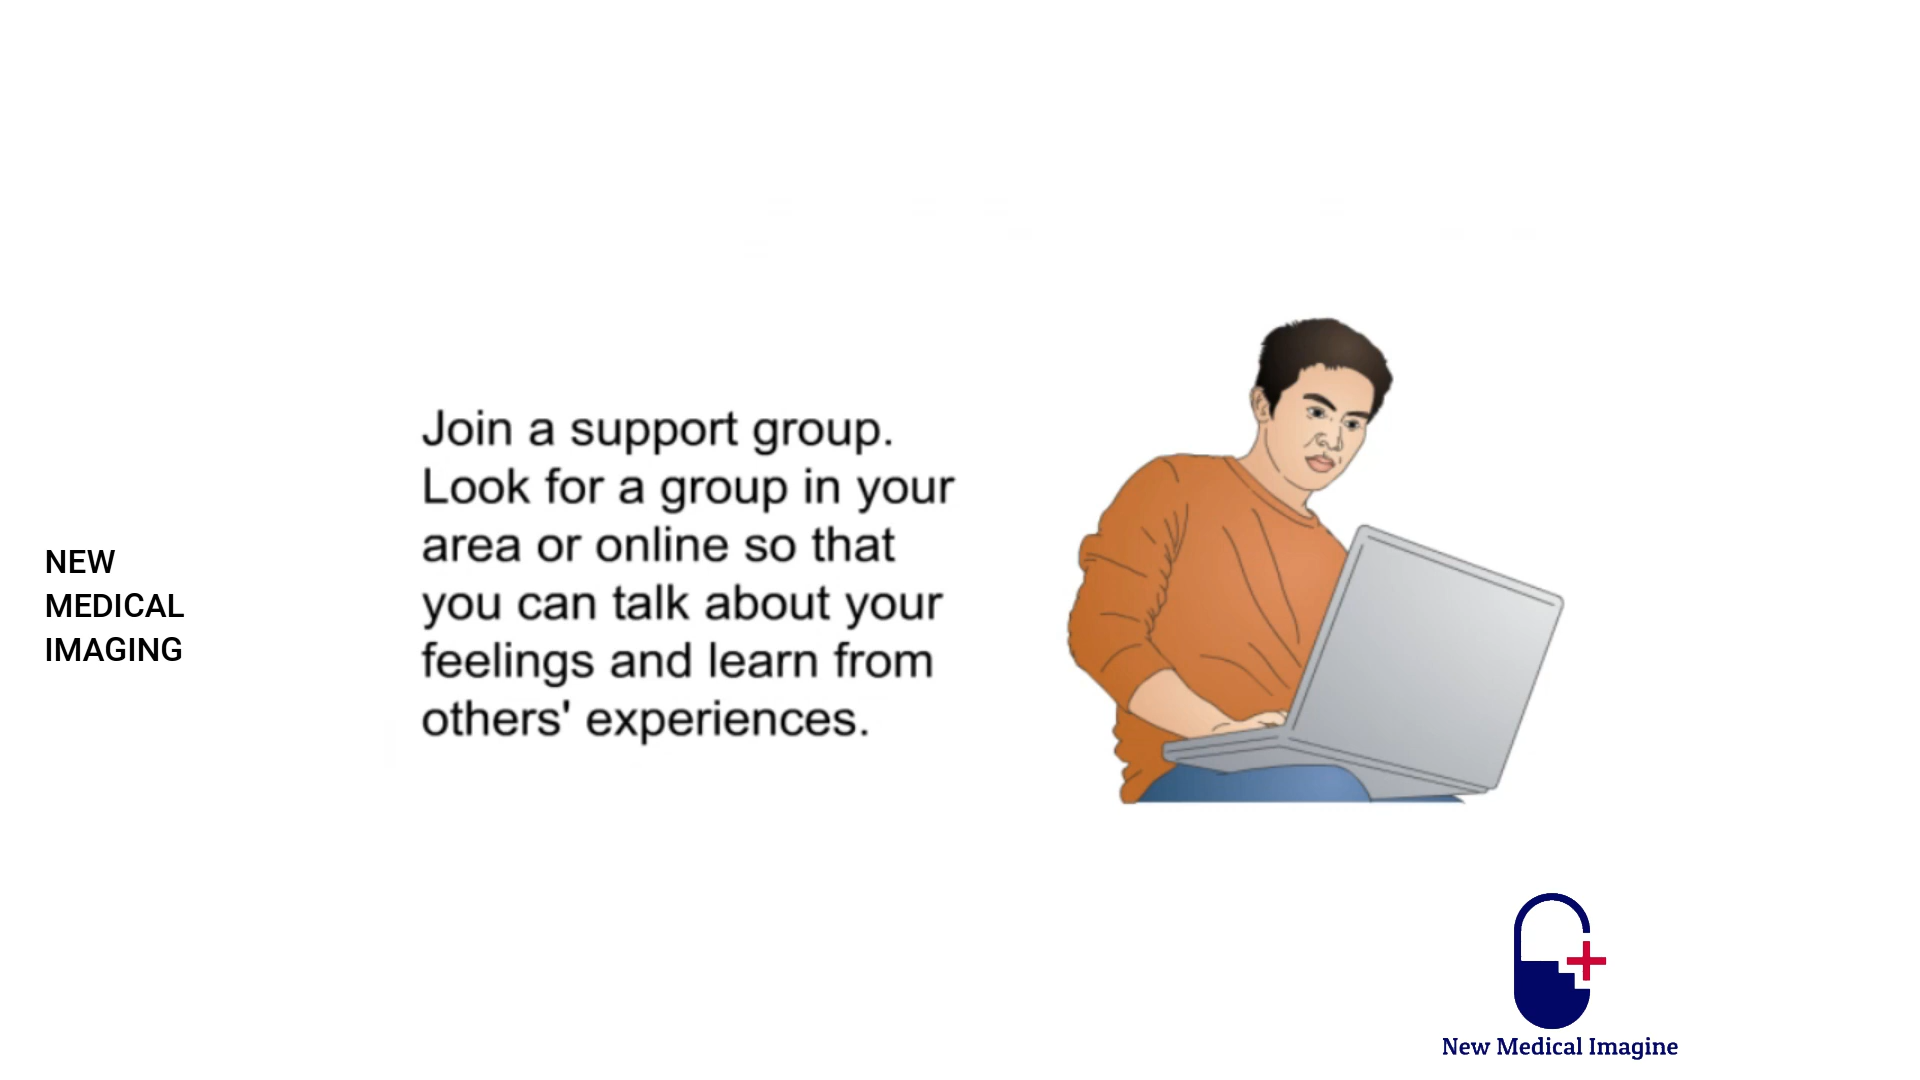 Join a support group.
Look for a group in your
area or online so that
you can talk about your
feelings and learn from
others' experiences.
NEW
MEDICAL
IMAGING
New Medical Imagine